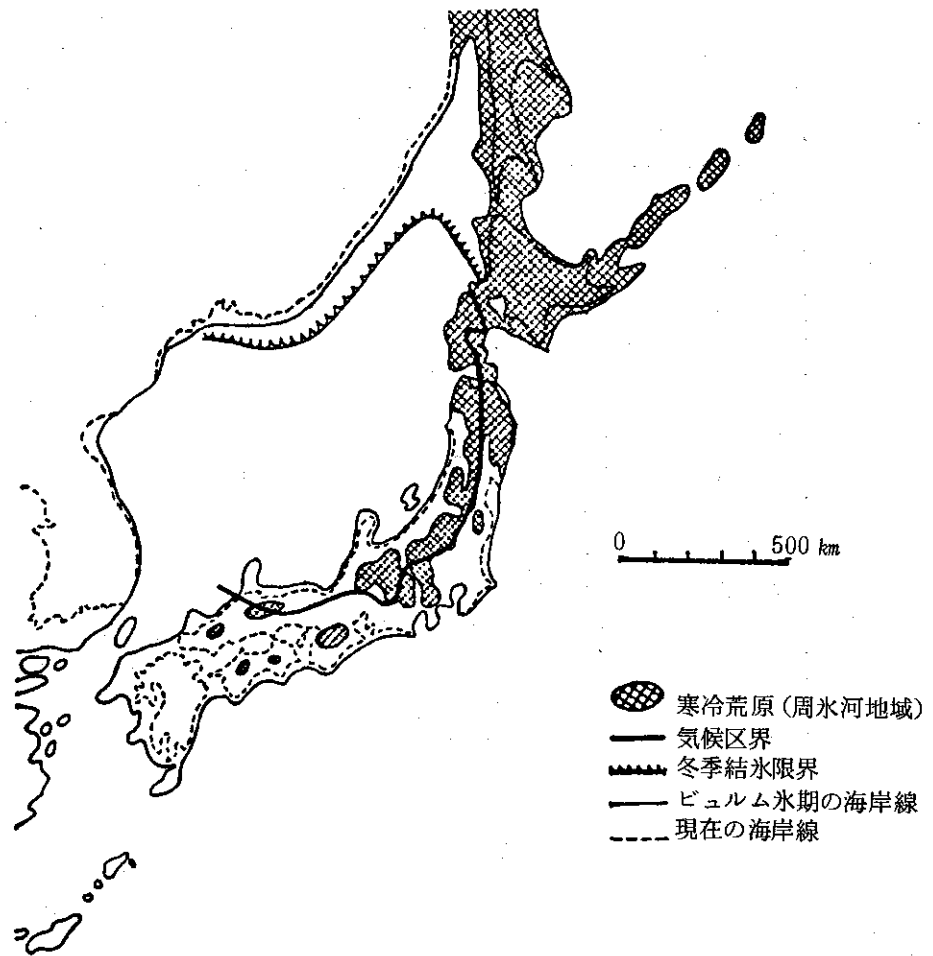 0 500 km
寒冷荒原(周氷河地域)
気候区界
冬季結氷限界
ビュルム氷期の海岸線
現在の海岸線